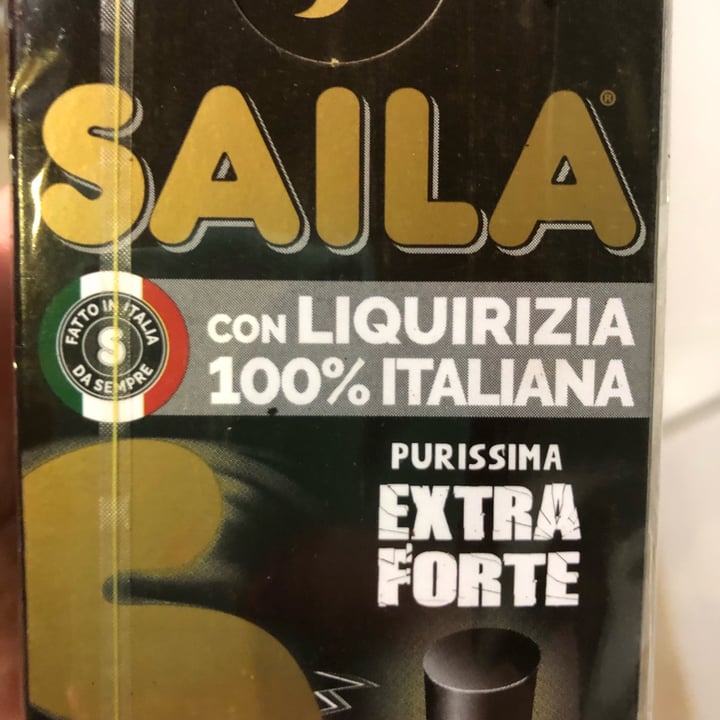 SAILA®
FATTO IN ITALIA
S
DA SEMPRE
CON LIQUIRIZIA
100% ITALIANA
PURISSIMA
EXTRA
FORTE